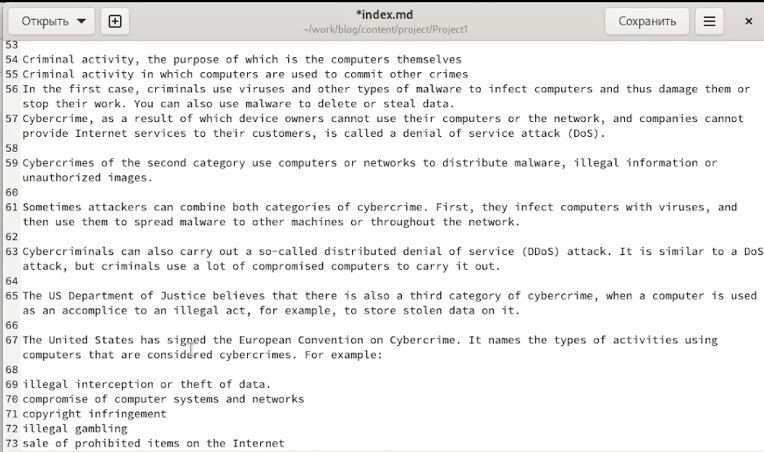 Открыть
*index.md
~/work/blog/content/project/Project1
Сохранить
53
54 Criminal activity, the purpose of which is the computers themselves
55 Criminal activity in which computers are used to commit other crimes
56 In the first case, criminals use viruses and other types of malware to infect computers and thus damage them or
stop their work. You can also use malware to delete or steal data.
57 Cybercrime, as a result of which device owners cannot use their computers or the network, and companies cannot
provide Internet services to their customers, is called a denial of service attack (DoS).
58
59 Cybercrimes of the second category use computers or networks to distribute malware, illegal information or
unauthorized images.
60
61 Sometimes attackers can combine both categories of cybercrime. First, they infect computers with viruses, and
then use them to spread malware to other machines or throughout the network.
62
63 Cybercriminals can also carry out a so-called distributed denial of service (DDoS) attack. It is similar to a DoS
attack, but criminals use a lot of compromised computers to carry it out.
64
65 The US Department of Justice believes that there is also a third category of cybercrime, when a computer is used
as an accomplice to an illegal act, for example, to store stolen data on it.
66
67 The United States has signed the European Convention on Cybercrime. It names the types of activities using
computers that are considered cybercrimes. For example:
68
69 illegal interception or theft of data.
70 compromise of computer systems and networks
71 copyright infringement
72 illegal gambling
73 sale of prohibited items on the Internet